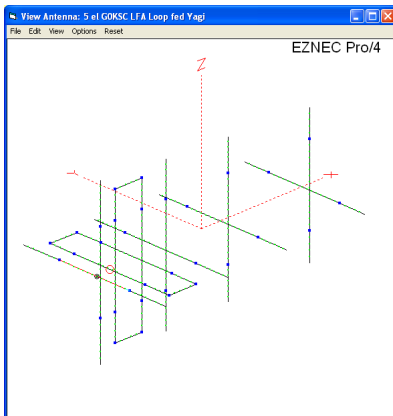 View Antenna: 5 el G0KSC LFA Loop fed Yagi
File Edit View Options Reset
EZNEC Pro/4
Z